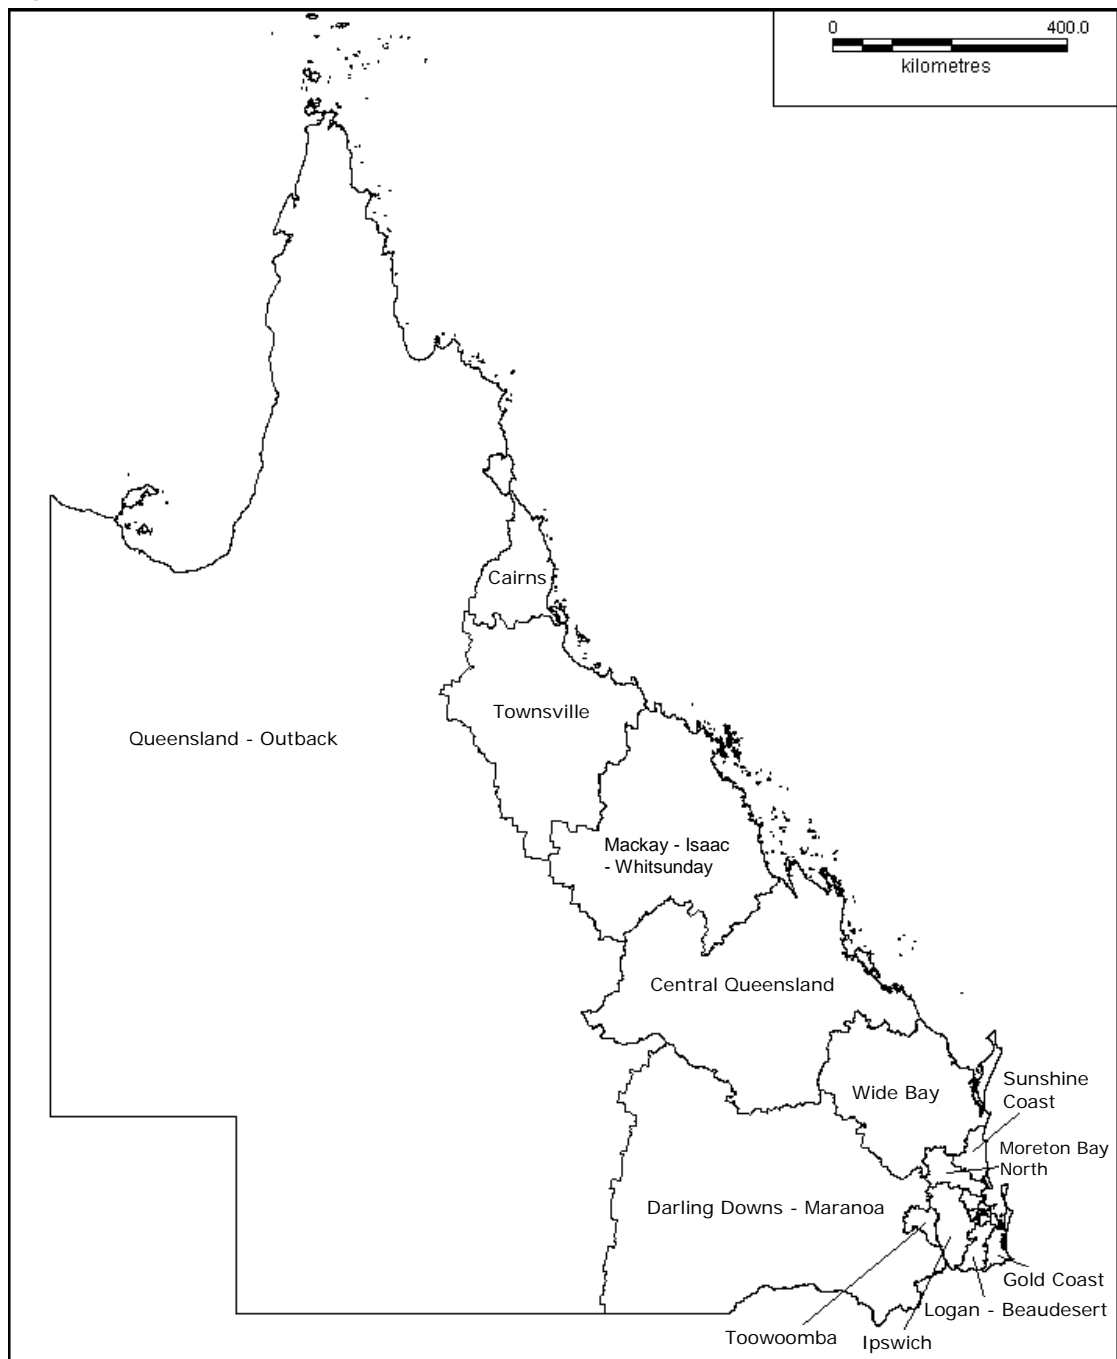 0 400.0
kilometres
Cairns
Townsville
Queensland - Outback
Mackay - Isaac
- Whitsunday
Central Queensland
Wide Bay
Sunshine
Coast
Moreton Bay
North
Darling Downs - Maranoa
Gold Coast
Logan - Beaudesert
Toowoomba
Ipswich